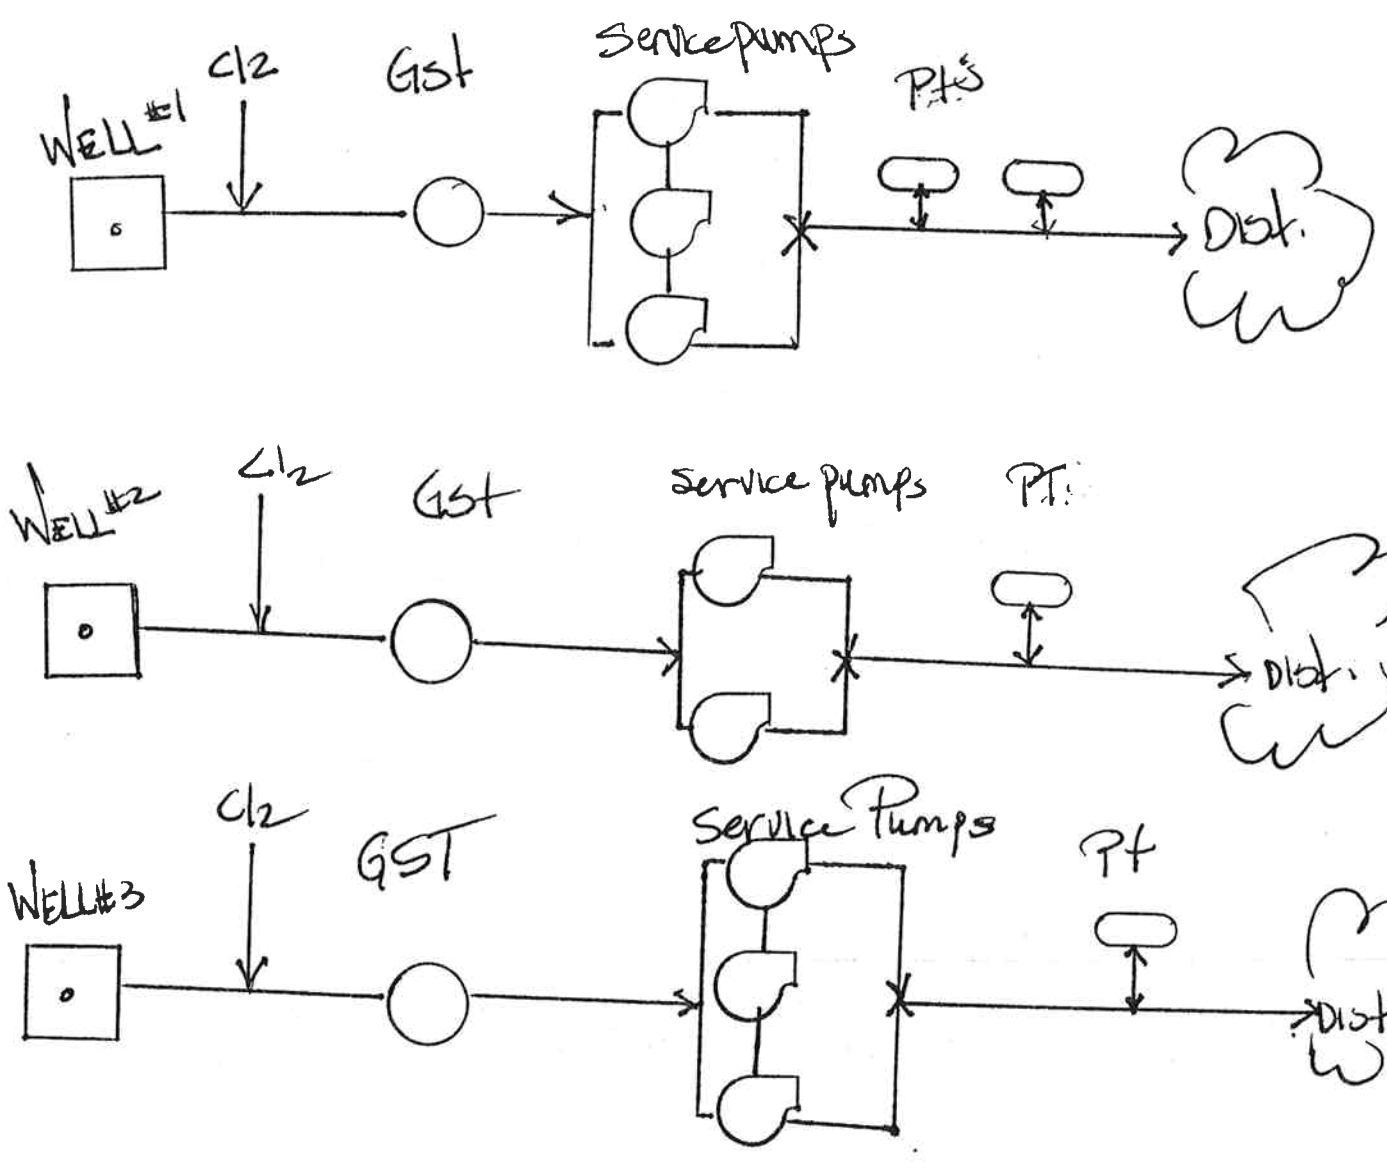 WELL #1 Cl2 Gst Service pumps Pt's
Dist.
WELL #2 Cl2 Gst Service pumps PT.
Dist.
WELL #3 Cl2 GST Service Pumps Pt
Dist